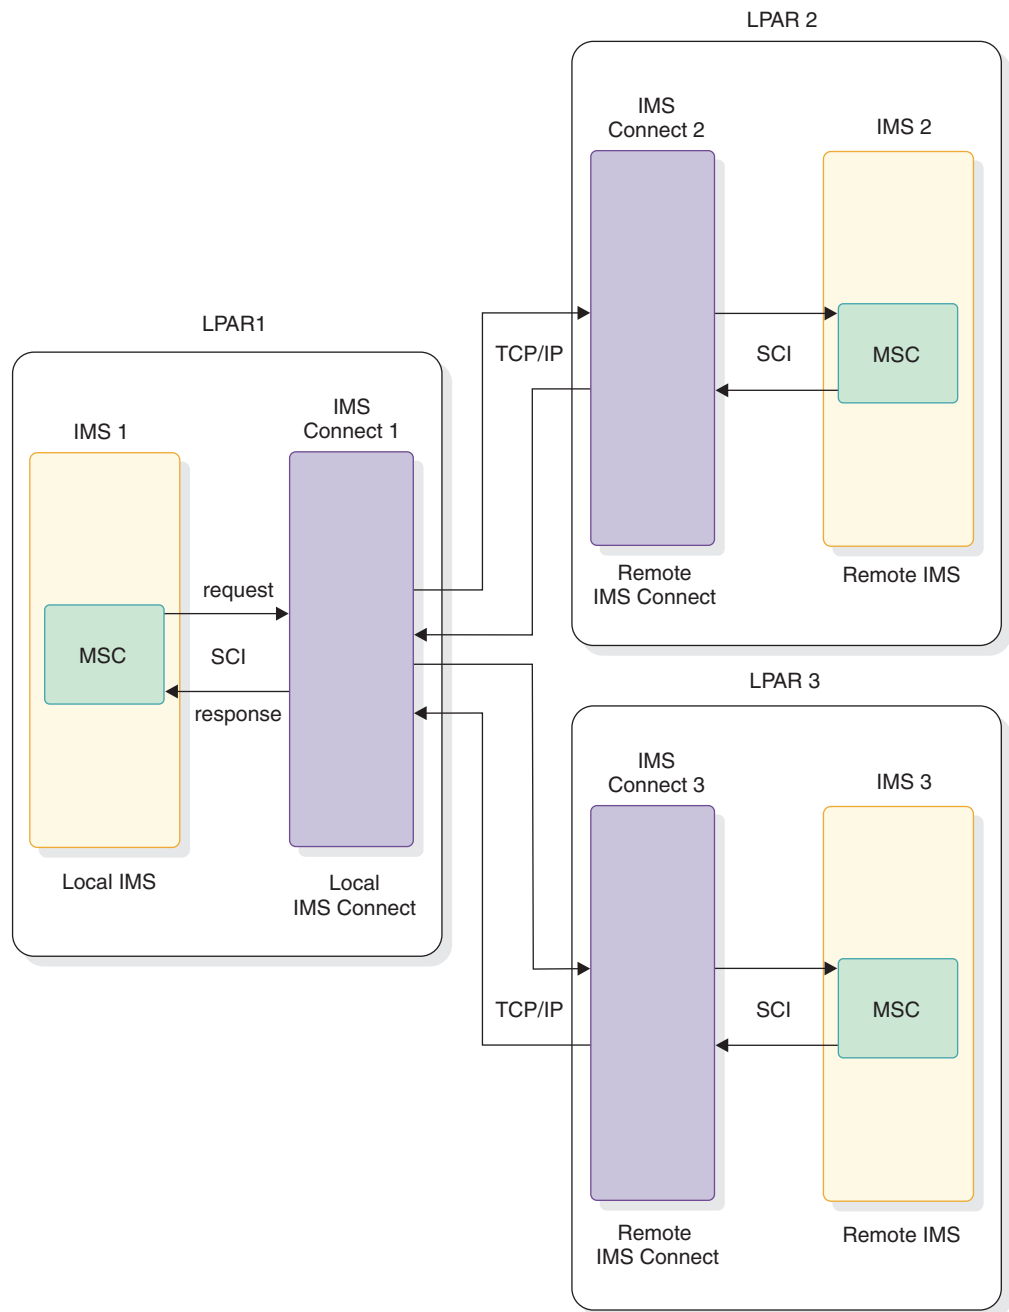 LPAR 2
IMS
Connect 2
IMS 2
TCP/IP
SCI
MSC
Remote
IMS Connect
Remote IMS
LPAR1
IMS 1
IMS
Connect 1
request
MSC
SCI
response
Local IMS
Local
IMS Connect
LPAR 3
IMS
Connect 3
IMS 3
TCP/IP
SCI
MSC
Remote
IMS Connect
Remote IMS